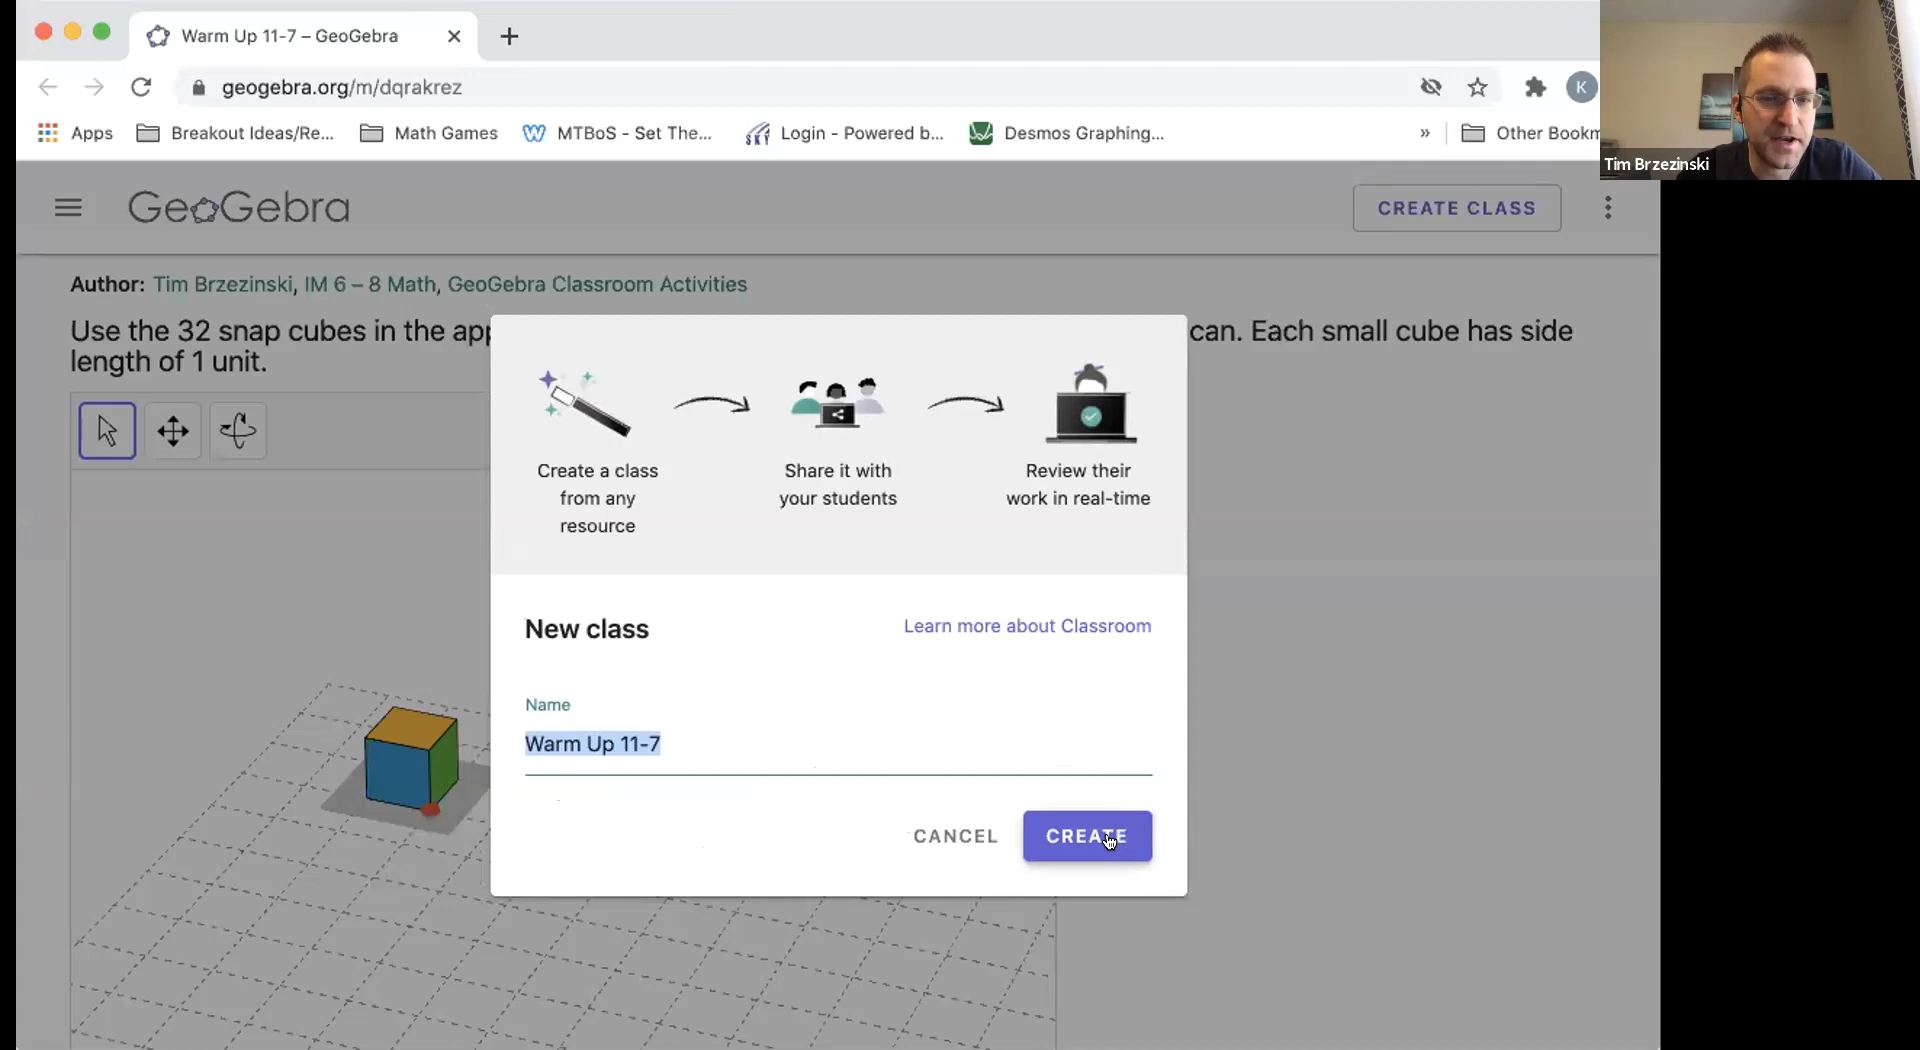 Warm Up 11-7 – GeoGebra
geogebra.org/m/dqrakrez
K
Apps
Breakout Ideas/Re...
Math Games
MTBoS - Set The...
Login - Powered b...
Desmos Graphing...
»
Other Bookm
Tim Brzezinski
GeoGebra
CREATE CLASS
Author: Tim Brzezinski, IM 6 – 8 Math, GeoGebra Classroom Activities
Use the 32 snap cubes in the app
can. Each small cube has side
length of 1 unit.
Create a class
from any
resource
Share it with
your students
Review their
work in real-time
New class
Learn more about Classroom
Name
Warm Up 11-7
CANCEL
CREATE